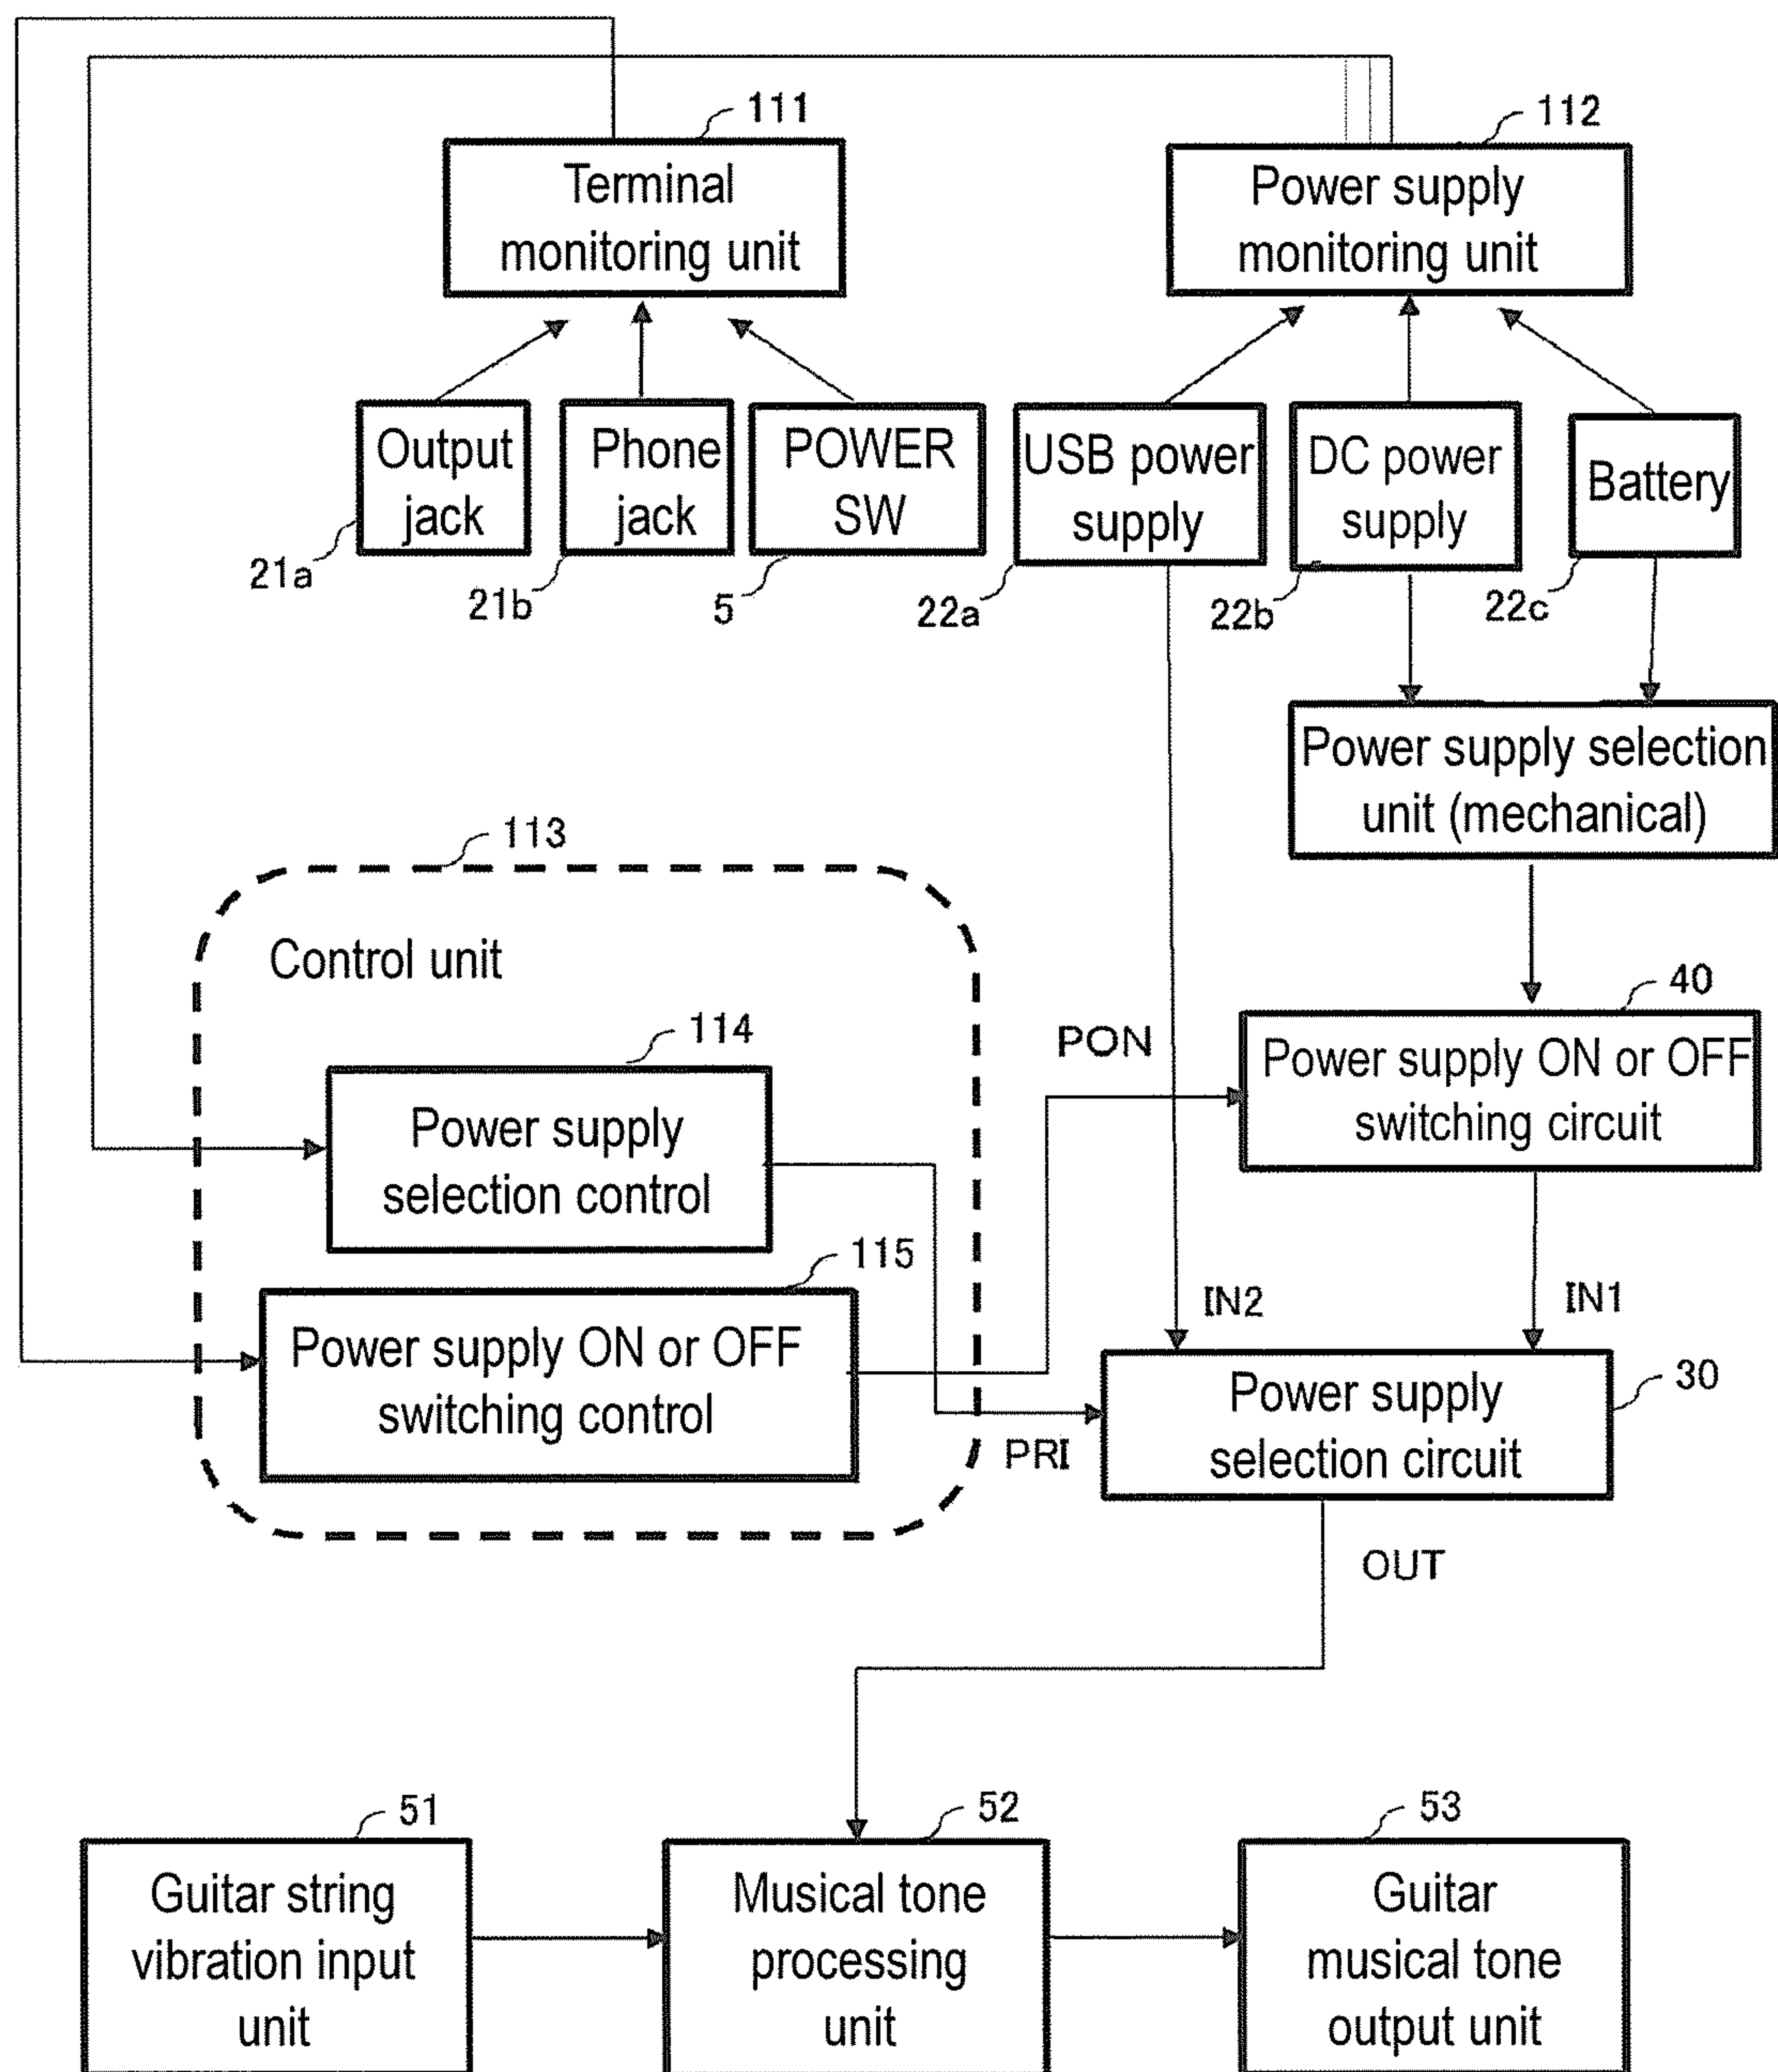 111
Terminal
monitoring unit
112
Power supply
monitoring unit
Output
jack
21a
Phone
jack
21b
POWER
SW
5
USB power
supply
22a
DC power
supply
22b
Battery
22c
Power supply selection
unit (mechanical)
113
Control unit
114
Power supply
selection control
115
Power supply ON or OFF
switching control
PON
40
Power supply ON or OFF
switching circuit
IN2
IN1
PRI
30
Power supply
selection circuit
OUT
51
Guitar string
vibration input
unit
52
Musical tone
processing
unit
53
Guitar
musical tone
output unit